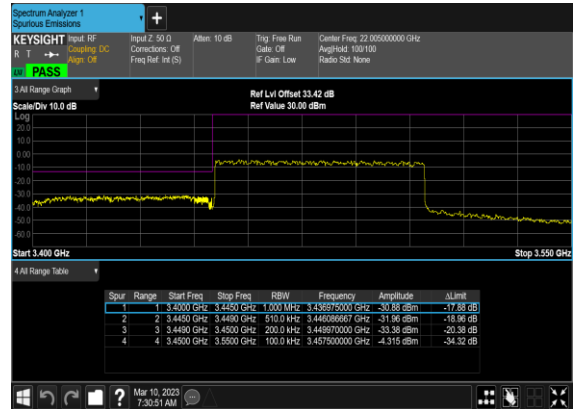 Spectrum Analyzer 1
Spurious Emissions
KEYSIGHT Input: RF Input Z: 50 Ω Atten: 10 dB Trig: Free Run Center Freq: 22.005000000 GHz
R T Coupling: DC Corrections: Off Gate: Off Avg|Hold: 100/100
Align: Off Freq Ref: Int (S) IF Gain: Low Radio Std: None
PASS
3 All Range Graph
Ref Lvl Offset 33.42 dB
Scale/Div 10.0 dB Ref Value 30.00 dBm
Log
20.0
10.0
0.00
-10.0
-20.0
-30.0
-40.0
-50.0
-60.0
Start 3.400 GHz Stop 3.550 GHz
4 All Range Table
Spur Range Start Freq Stop Freq RBW Frequency Amplitude ΔLimit
1 1 3.4000 GHz 3.4450 GHz 1.000 MHz 3.436975000 GHz -30.88 dBm -17.88 dB
2 2 3.4450 GHz 3.4490 GHz 510.0 kHz 3.446086667 GHz -31.96 dBm -18.96 dB
3 3 3.4490 GHz 3.4500 GHz 200.0 kHz 3.449970000 GHz -33.38 dBm -20.38 dB
4 4 3.4500 GHz 3.5500 GHz 100.0 kHz 3.457500000 GHz -4.315 dBm -34.32 dB
? Mar 10, 2023
7:30:51 AM